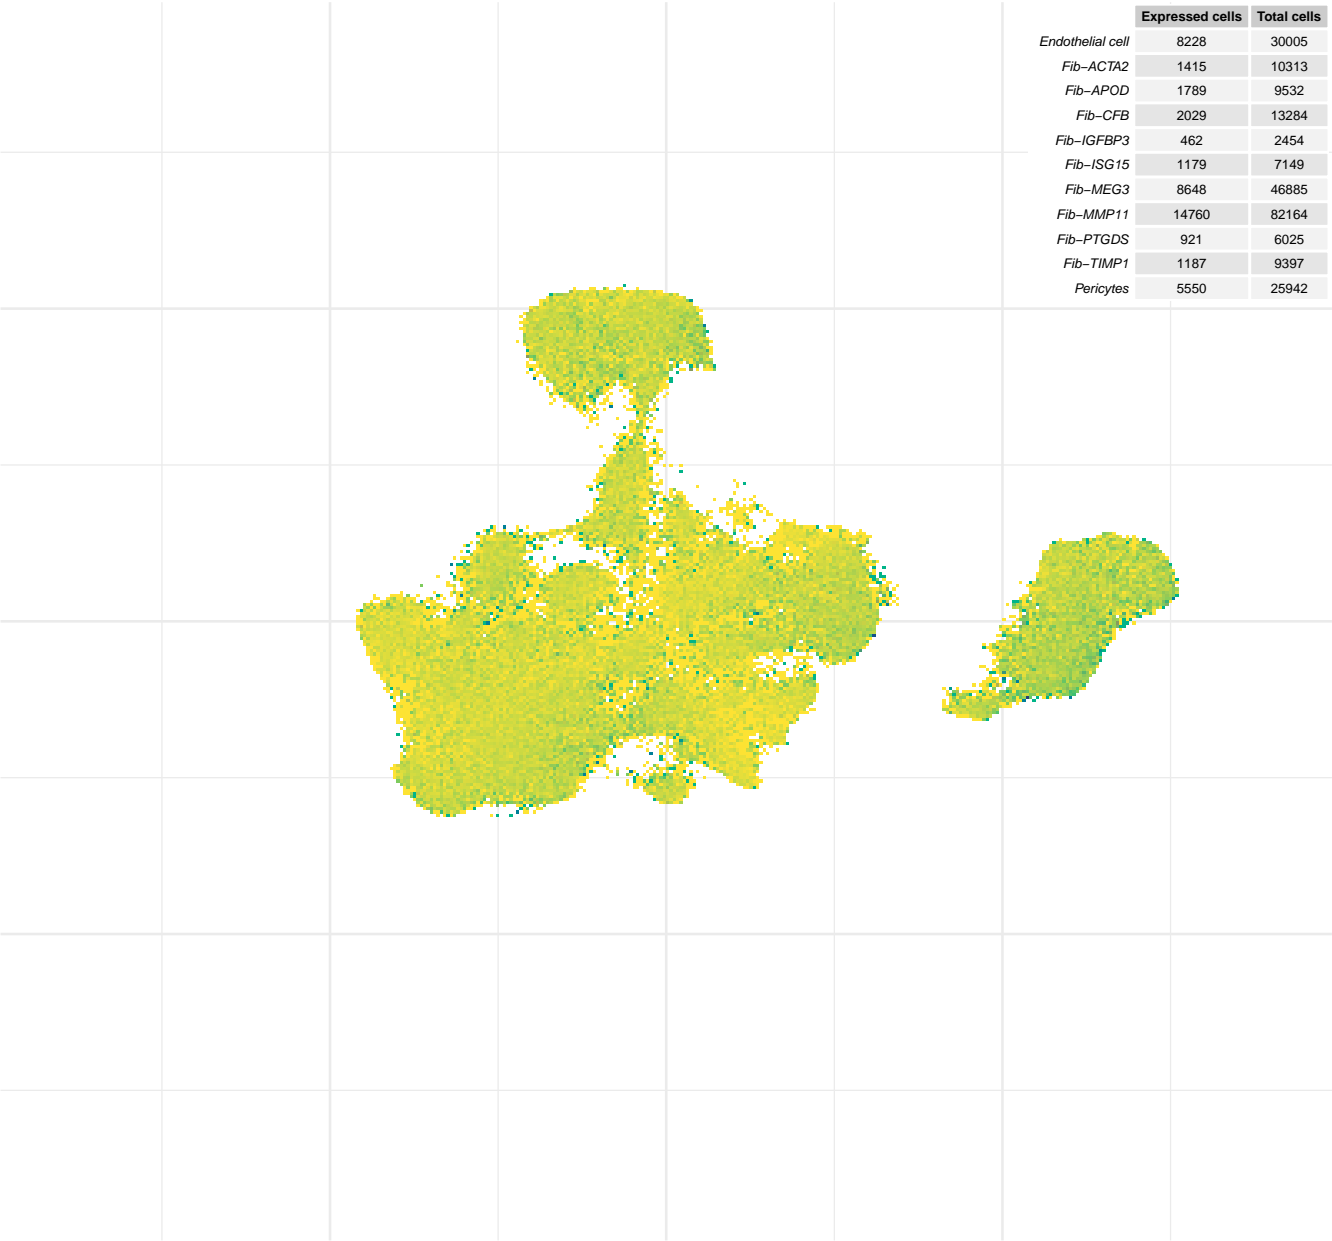 Expressed cells Total cells
Endothelial cell 8228 30005
Fib−ACTA2 1415 10313
Fib−APOD 1789 9532
Fib−CFB 2029 13284
Fib−IGFBP3 462 2454
Fib−ISG15 1179 7149
Fib−MEG3 8648 46885
Fib−MMP11 14760 82164
Fib−PTGDS 921 6025
Fib−TIMP1 1187 9397
Pericytes 5550 25942